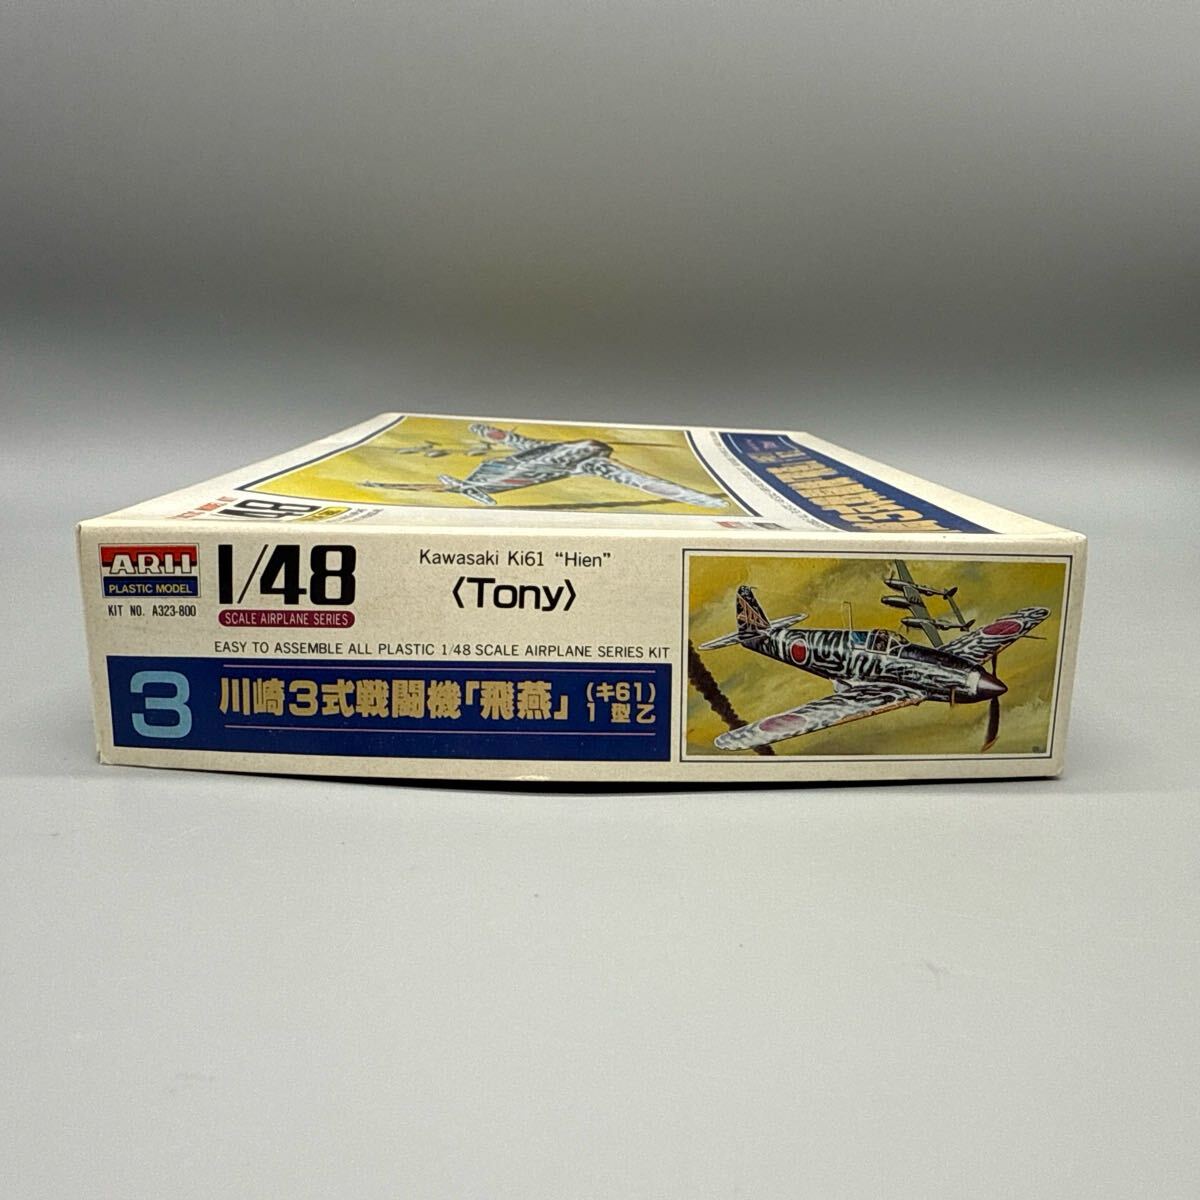 ARII
PLASTIC MODEL
KIT NO. A323-800
1/48
SCALE AIRPLANE SERIES
Kawasaki Ki61 "Hien"
〈Tony〉
EASY TO ASSEMBLE ALL PLASTIC 1/48 SCALE AIRPLANE SERIES KIT
3
川崎3式戦闘機「飛燕」(キ61)
1型乙
1/48